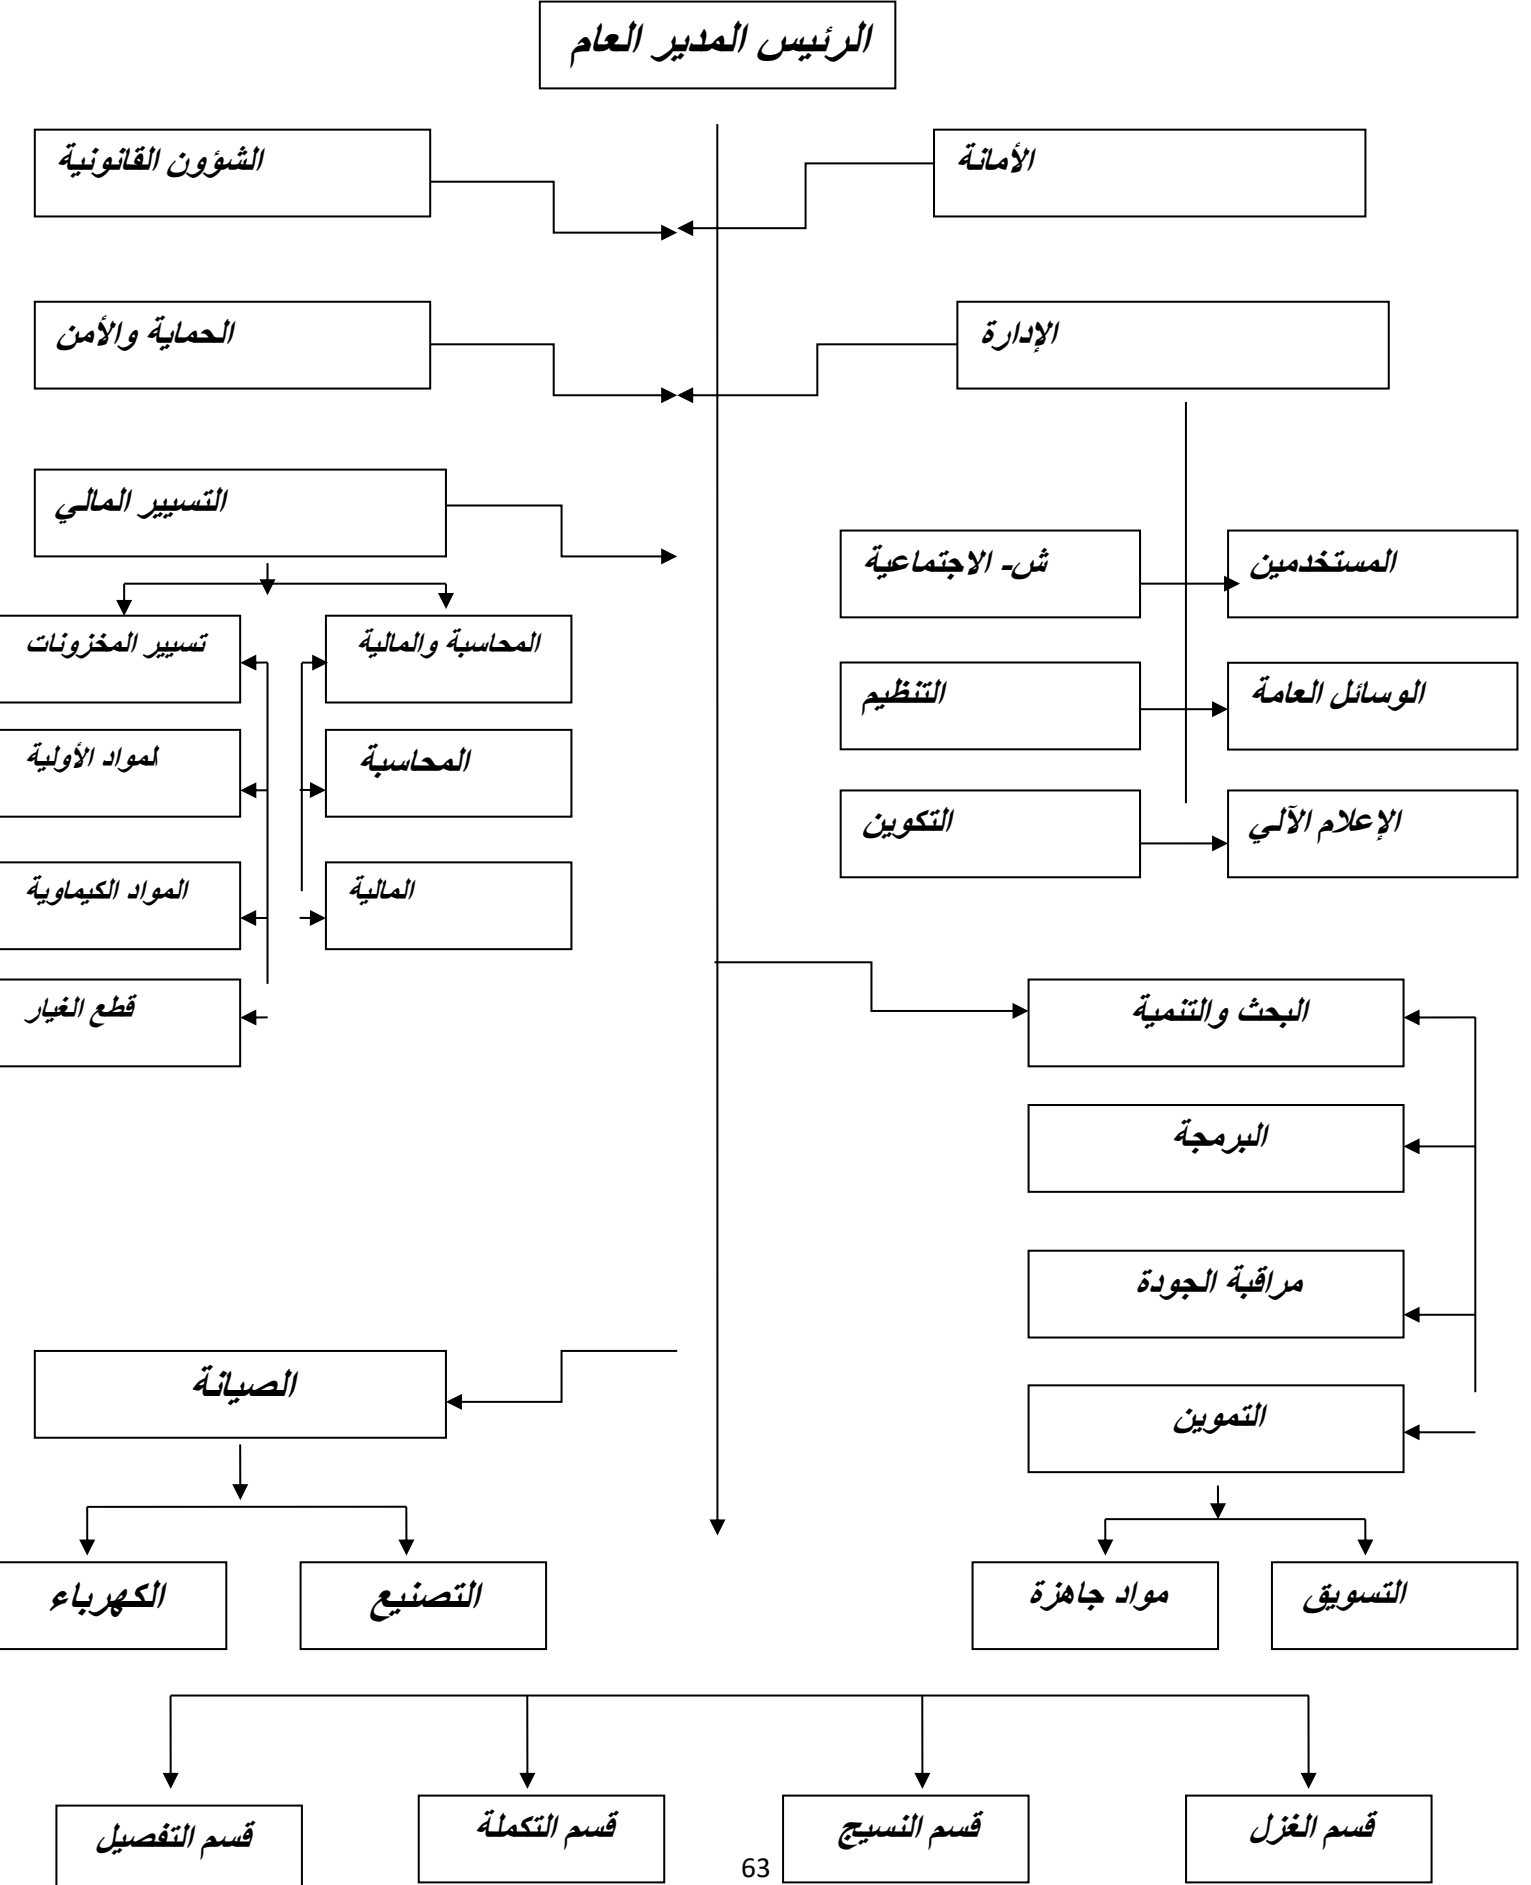 الرئيس المدير العام
الأمانة
الشؤون القانونية
الإدارة
الحماية والأمن
التسيير المالي
المستخدمين
ش- الاجتماعية
المحاسبة والمالية
تسيير المخزونات
الوسائل العامة
التنظيم
المحاسبة
لمواد الأولية
الإعلام الآلي
التكوين
المالية
المواد الكيماوية
البحث والتنمية
قطع الغيار
البرمجة
مراقبة الجودة
الصيانة
التموين
التسويق
مواد جاهزة
التصنيع
الكهرباء
قسم الغزل
قسم النسيج
قسم التكملة
قسم التفصيل
63